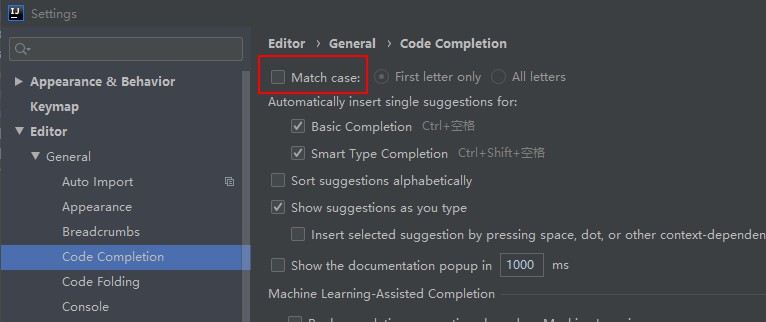 IJ
Settings
Editor › General › Code Completion
Match case: First letter only All letters
Appearance & Behavior
Automatically insert single suggestions for:
Keymap
Basic Completion Ctrl+空格
Editor
Smart Type Completion Ctrl+Shift+空格
General
Sort suggestions alphabetically
Auto Import
Appearance
Show suggestions as you type
Breadcrumbs
Insert selected suggestion by pressing space, dot, or other context-dependen
Code Completion
Show the documentation popup in 1000 ms
Code Folding
Machine Learning-Assisted Completion
Console